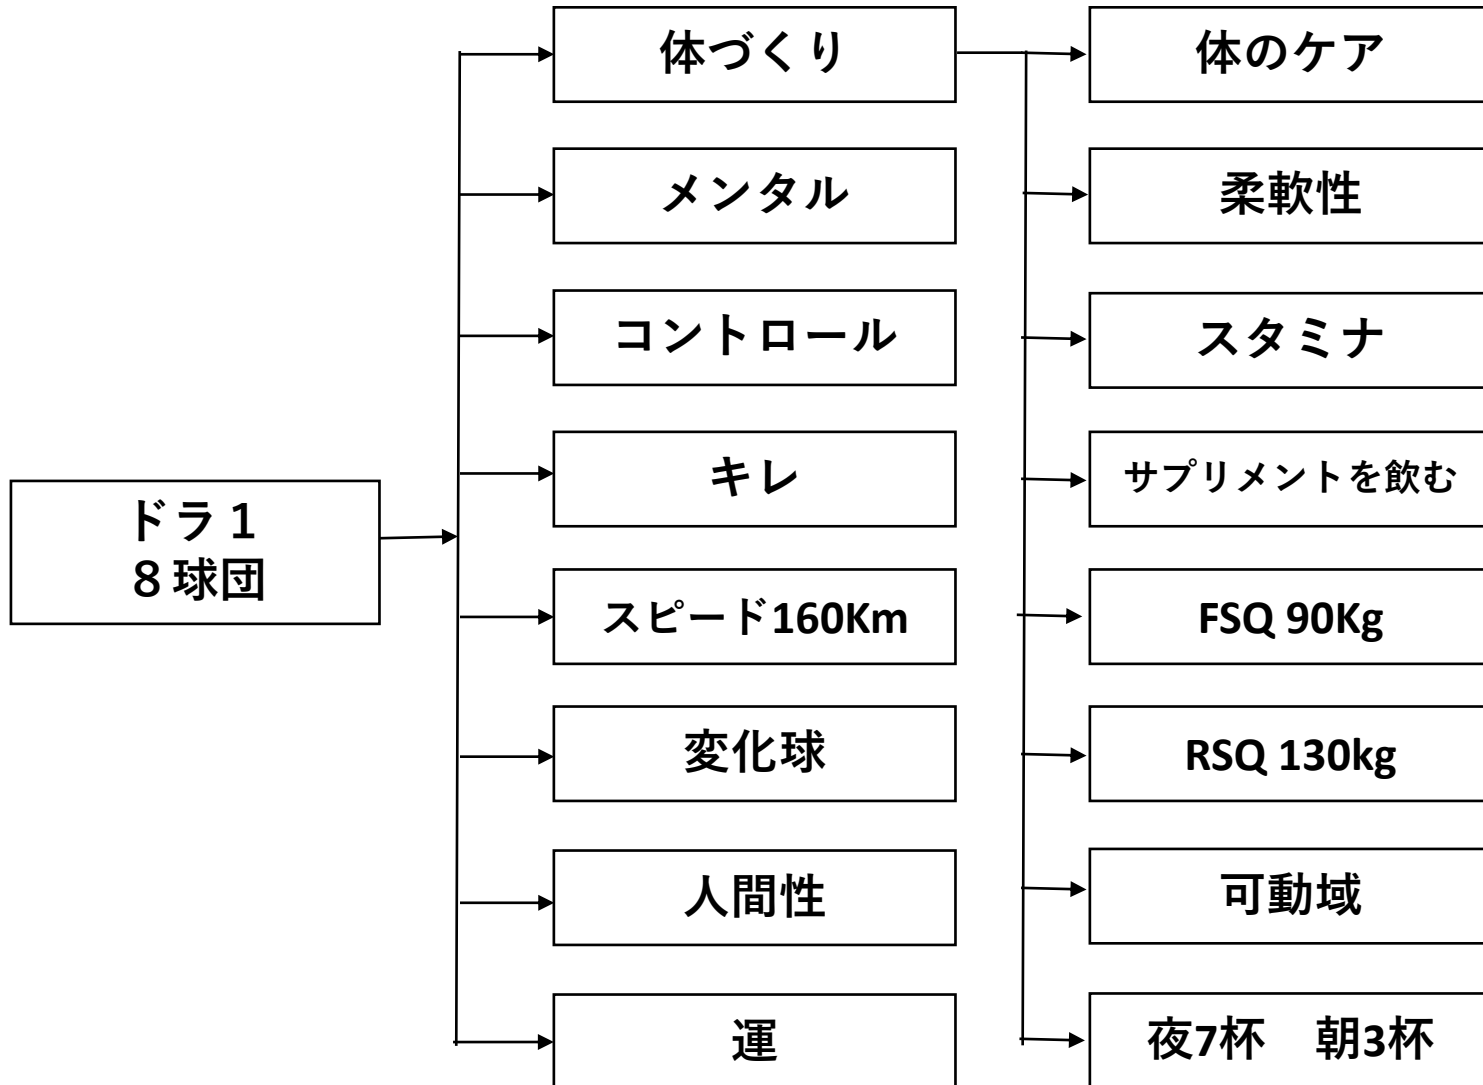 体づくり
体のケア
メンタル
柔軟性
コントロール
スタミナ
キレ
サプリメントを飲む
ドラ１
８球団
スピード160Km
FSQ 90Kg
変化球
RSQ 130kg
人間性
可動域
運
夜7杯　朝3杯